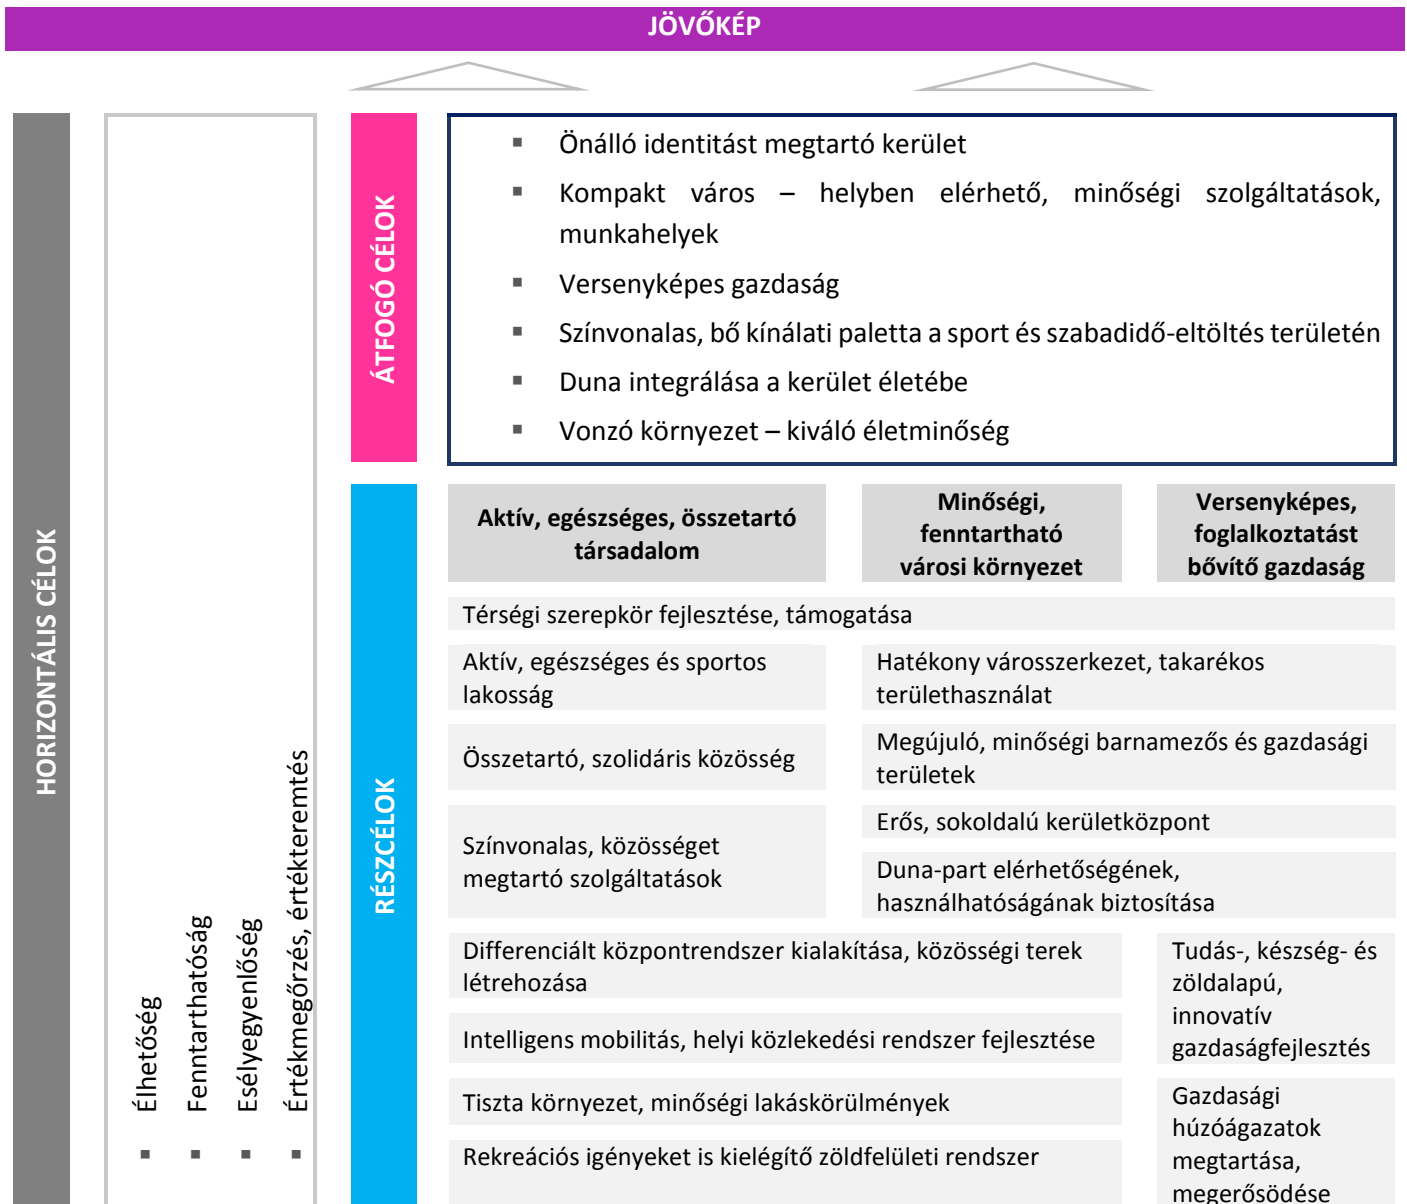 JÖVŐKÉP
HORIZONTÁLIS CÉLOK
▪ Élhetőség
▪ Fenntarthatóság
▪ Esélyegyenlőség
▪ Értékmegőrzés, értékteremtés
ÁTFOGÓ CÉLOK
▪ Önálló identitást megtartó kerület
▪ Kompakt város – helyben elérhető, minőségi szolgáltatások,
munkahelyek
▪ Versenyképes gazdaság
▪ Színvonalas, bő kínálati paletta a sport és szabadidő-eltöltés területén
▪ Duna integrálása a kerület életébe
▪ Vonzó környezet – kiváló életminőség
RÉSZCÉLOK
Aktív, egészséges, összetartó
társadalom
Minőségi,
fenntartható
városi környezet
Versenyképes,
foglalkoztatást
bővítő gazdaság
Térségi szerepkör fejlesztése, támogatása
Aktív, egészséges és sportos
lakosság
Hatékony városszerkezet, takarékos
területhasználat
Összetartó, szolidáris közösség
Megújuló, minőségi barnamezős és gazdasági
területek
Színvonalas, közösséget
megtartó szolgáltatások
Erős, sokoldalú kerületközpont
Duna-part elérhetőségének,
használhatóságának biztosítása
Differenciált központrendszer kialakítása, közösségi terek
létrehozása
Tudás-, készség- és
zöldalapú,
innovatív
gazdaságfejlesztés
Intelligens mobilitás, helyi közlekedési rendszer fejlesztése
Tiszta környezet, minőségi lakáskörülmények
Gazdasági
húzóágazatok
megtartása,
megerősödése
Rekreációs igényeket is kielégítő zöldfelületi rendszer